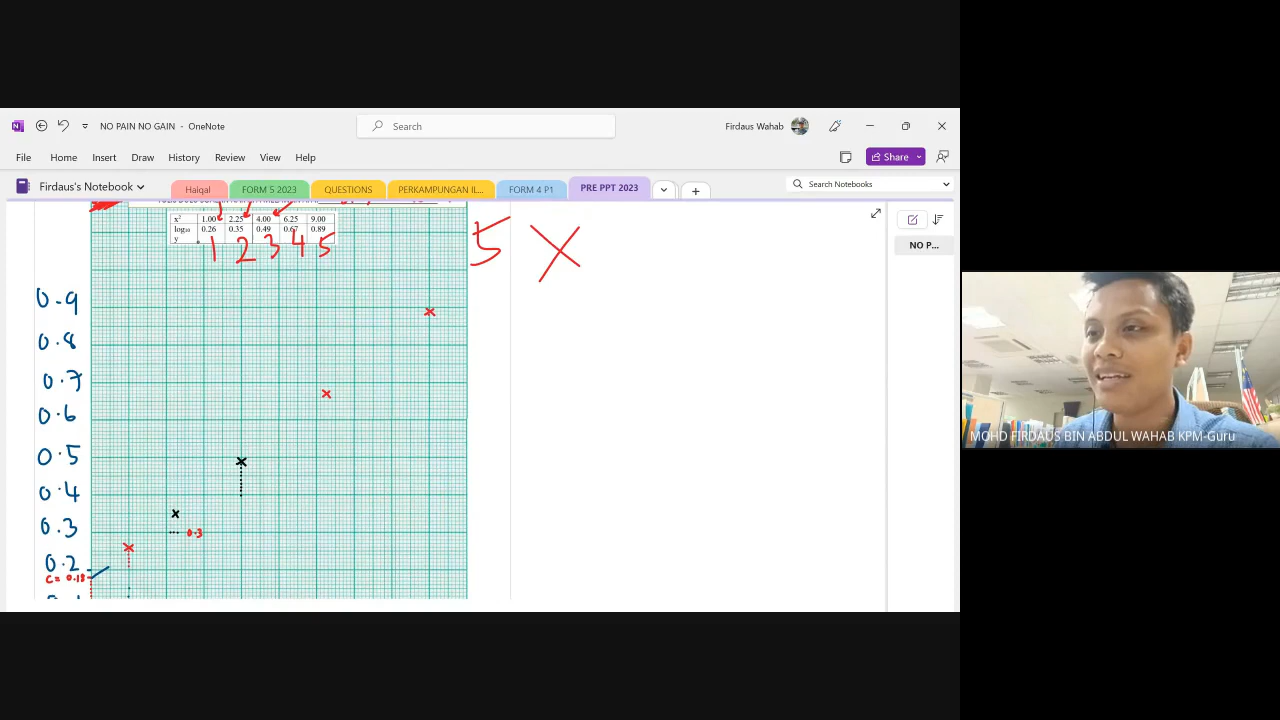 NO PAIN NO GAIN - OneNote
Search
Firdaus Wahab
File Home Insert Draw History Review View Help
Share
Firdaus's Notebook
Haiqal
FORM 5 2023
QUESTIONS
PERKAMPUNGAN IL...
FORM 4 P1
PRE PPT 2023
Search Notebooks
NO P...
x² 1.00 2.25 4.00 6.25 9.00
log₁₀ y 0.26 0.35 0.49 0.67 0.89
1 2 3 4 5
5 X
0.9
0.8
0.7
0.6
0.5
0.4
0.3
0.3
0.2
C = 0.18
MOHD FIRDAUS BIN ABDUL WAHAB KPM-Guru